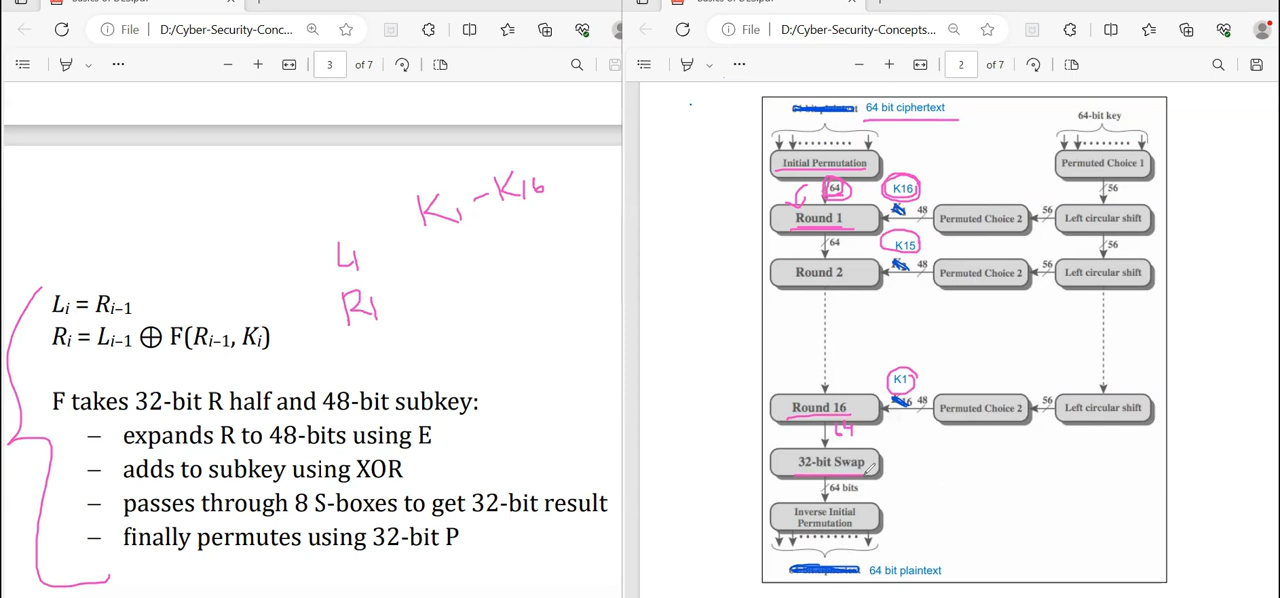 Basics of DES.pdf
File
D:/Cyber-Security-Conc...
3 of 7
K1 - K16
L1
R1
Li = Ri–1
Ri = Li–1 ⊕ F(Ri–1, Ki)
F takes 32-bit R half and 48-bit subkey:
– expands R to 48-bits using E
– adds to subkey using XOR
– passes through 8 S-boxes to get 32-bit result
– finally permutes using 32-bit P
File
D:/Cyber-Security-Concepts...
2 of 7
64 bit ciphertext
64-bit key
Initial Permutation
Permuted Choice 1
64
K16
56
Round 1
48
Permuted Choice 2
56
Left circular shift
64
K15
56
Round 2
48
Permuted Choice 2
56
Left circular shift
K1
Round 16
48
Permuted Choice 2
56
Left circular shift
64
32-bit Swap
64 bits
Inverse Initial
Permutation
64 bit plaintext